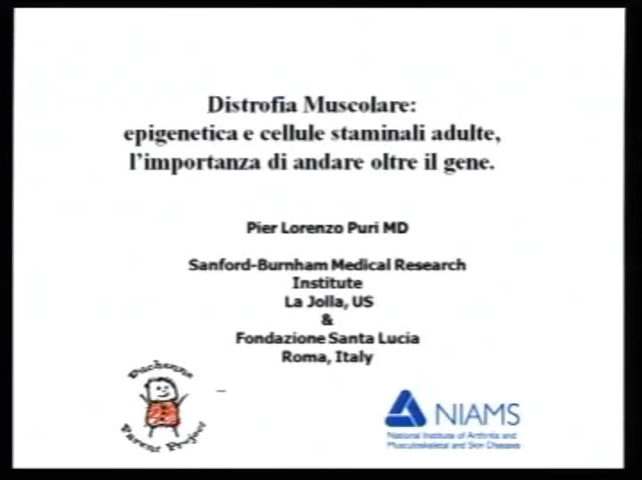 Distrofia Muscolare:
epigenetica e cellule staminali adulte,
l'importanza di andare oltre il gene.
Pier Lorenzo Puri MD
Sanford-Burnham Medical Research
Institute
La Jolla, US
&
Fondazione Santa Lucia
Roma, Italy
Duchenne
Parent Project
NIAMS
National Institute of Arthritis and
Musculoskeletal and Skin Diseases